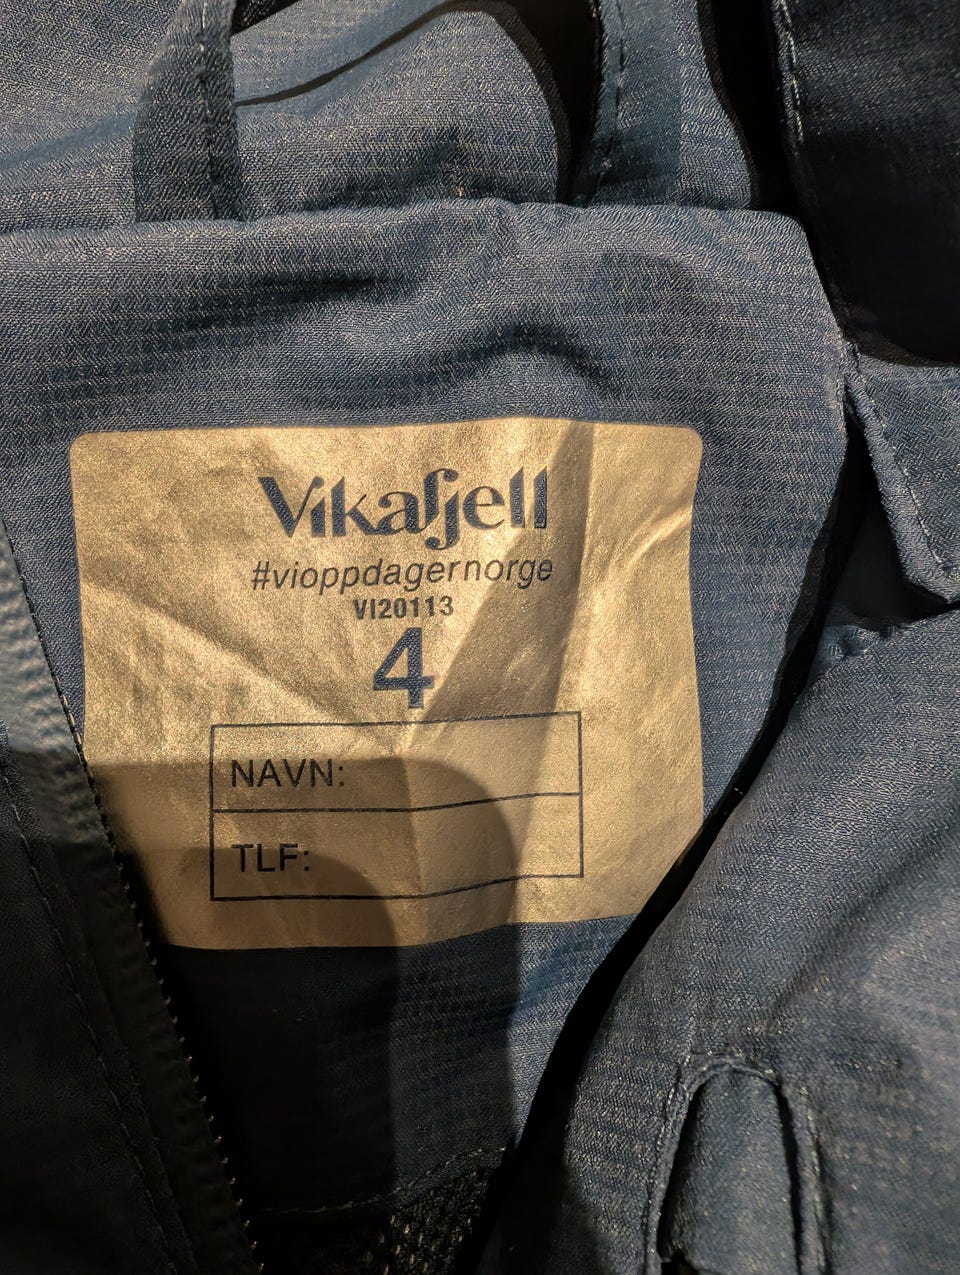 Vikafjell
#vioppdagernorge
VI20113
4
NAVN:
TLF: